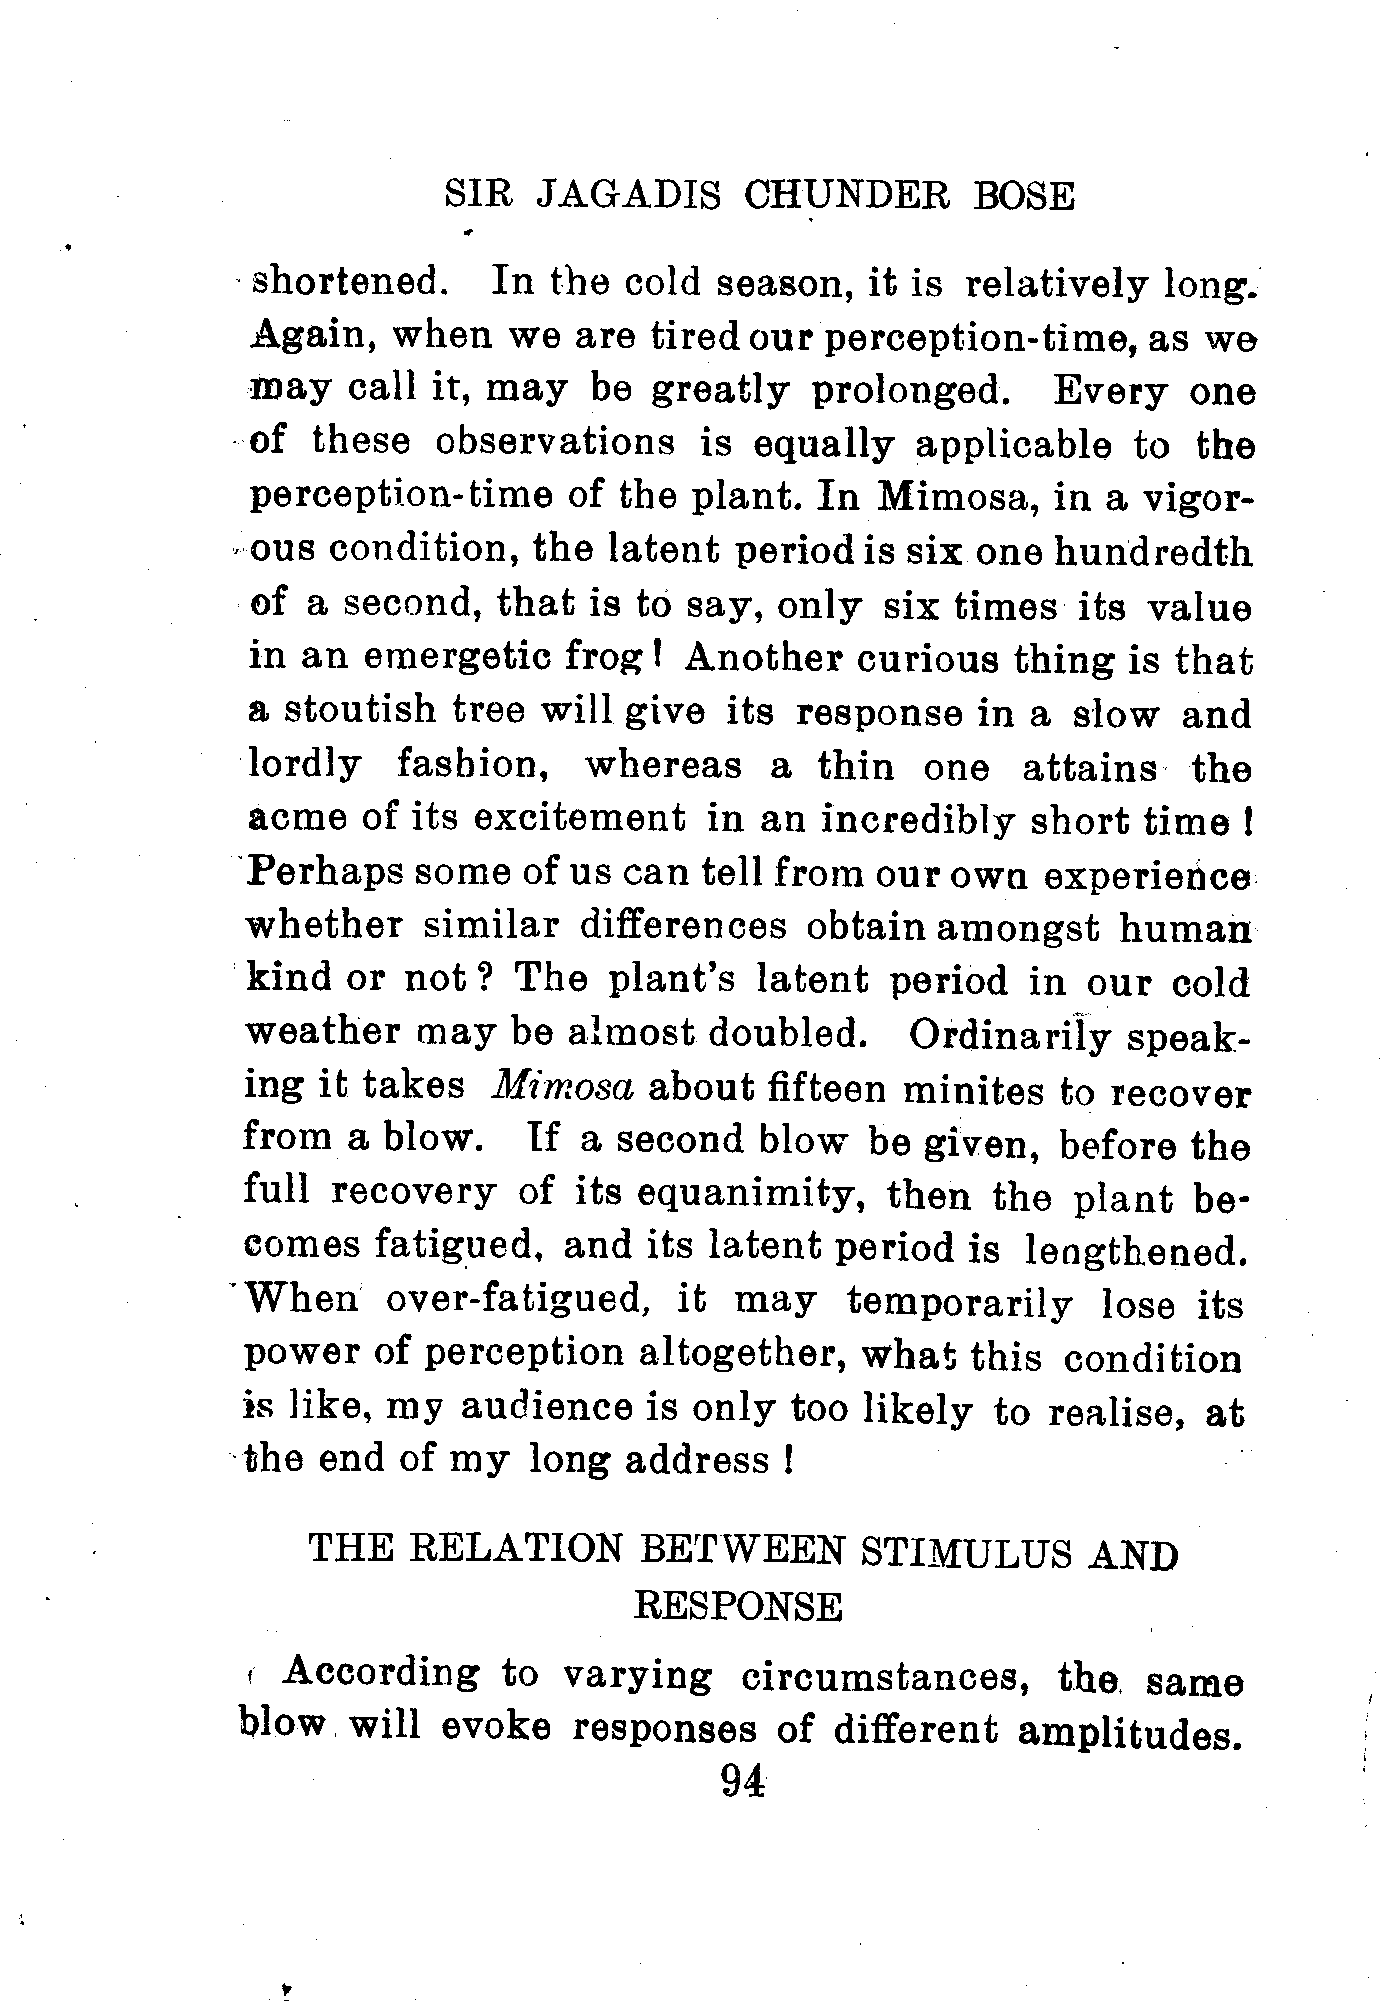 SIR JAGADIS CHUNDER BOSE
shortened. In the cold season, it is relatively long.
Again, when we are tired our perception-time, as we
may call it, may be greatly prolonged. Every one
of these observations is equally applicable to the
perception-time of the plant. In Mimosa, in a vigor-
ous condition, the latent period is six one hundredth
of a second, that is to say, only six times its value
in an emergetic frog! Another curious thing is that
a stoutish tree will give its response in a slow and
lordly fashion, whereas a thin one attains the
acme of its excitement in an incredibly short time!
Perhaps some of us can tell from our own experience
whether similar differences obtain amongst human
kind or not? The plant's latent period in our cold
weather may be almost doubled. Ordinarily speak-
ing it takes Mimosa about fifteen minites to recover
from a blow. If a second blow be given, before the
full recovery of its equanimity, then the plant be-
comes fatigued, and its latent period is lengthened.
When over-fatigued, it may temporarily lose its
power of perception altogether, what this condition
is like, my audience is only too likely to realise, at
the end of my long address!
THE RELATION BETWEEN STIMULUS AND
RESPONSE
According to varying circumstances, the same
blow will evoke responses of different amplitudes.
94